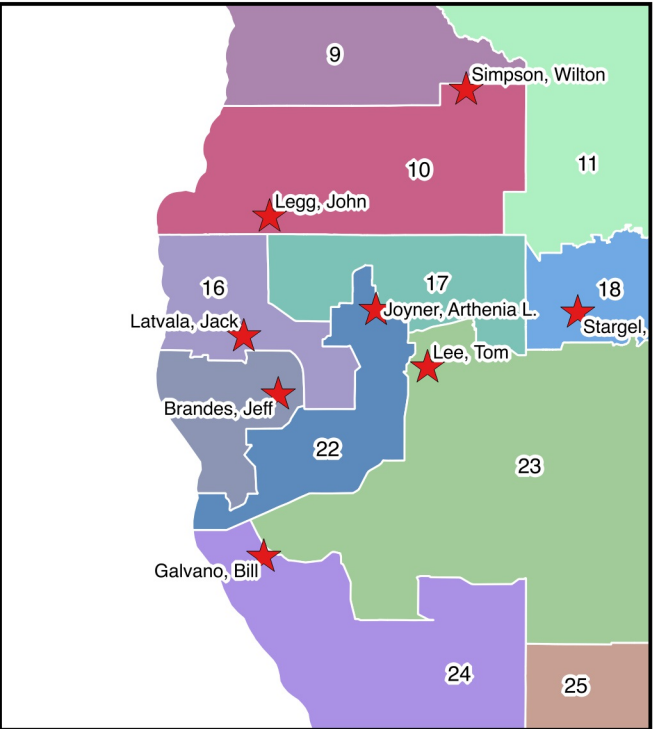 9
Simpson, Wilton
10
11
Legg, John
16
17
18
Latvala, Jack
Joyner, Arthenia L.
Stargel,
Lee, Tom
Brandes, Jeff
22
23
Galvano, Bill
24
25